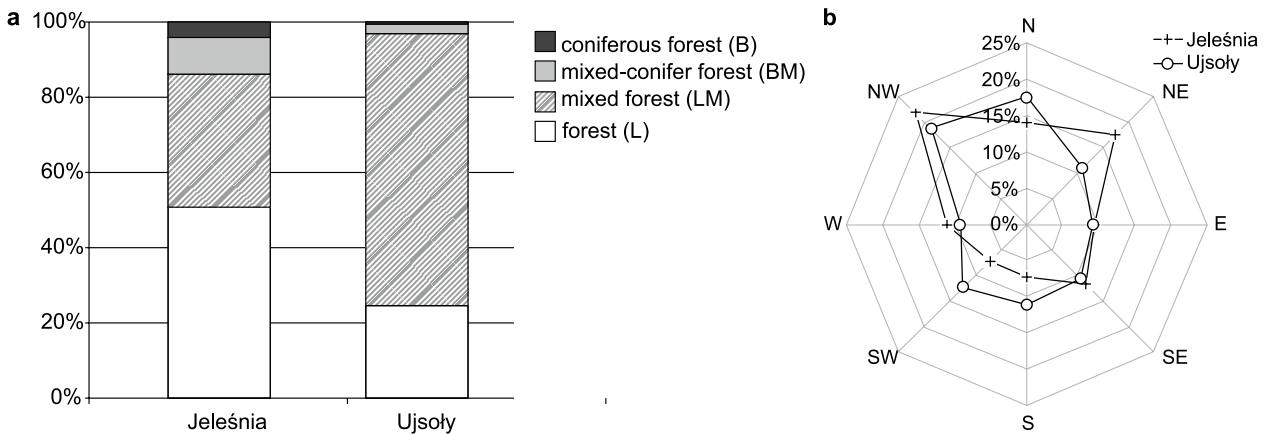 a
100%
80%
60%
40%
20%
0%
Jeleśnia
Ujsoły
coniferous forest (B)
mixed-conifer forest (BM)
mixed forest (LM)
forest (L)
b
N
NE
E
SE
S
SW
W
NW
25%
20%
15%
10%
5%
0%
Jeleśnia
Ujsoły